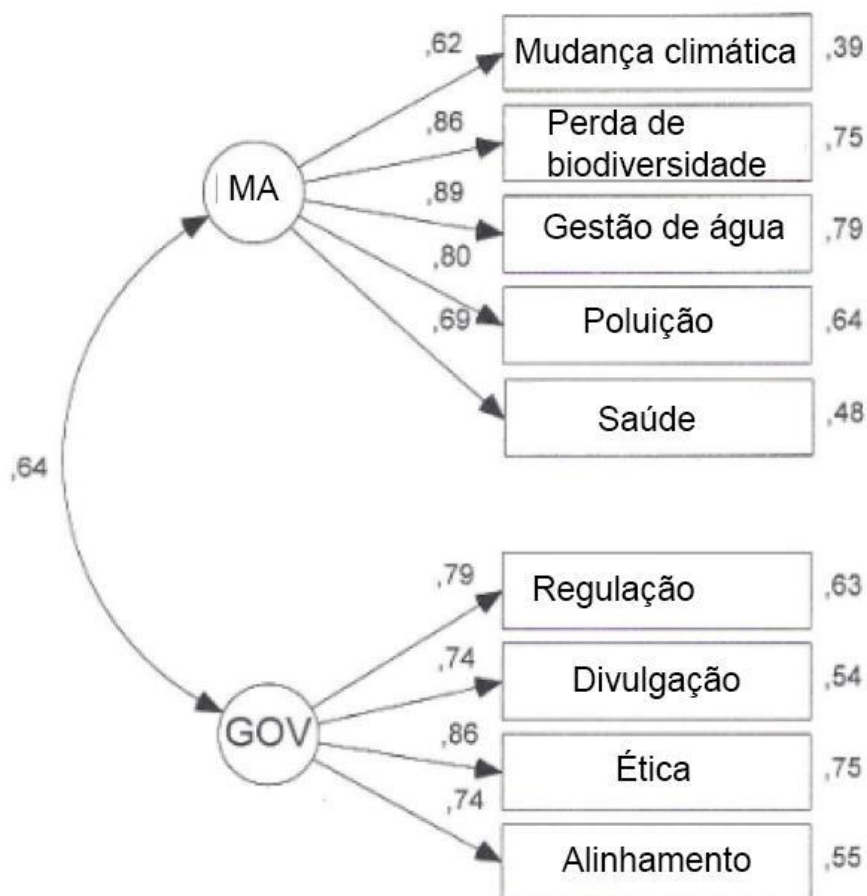 ,62
Mudança climática
,39
,86
Perda de
biodiversidade
,75
MA
,89
Gestão de água
,79
,80
Poluição
,64
,69
Saúde
,48
,64
,79
Regulação
,63
,74
Divulgação
,54
GOV
,86
Ética
,75
,74
Alinhamento
,55